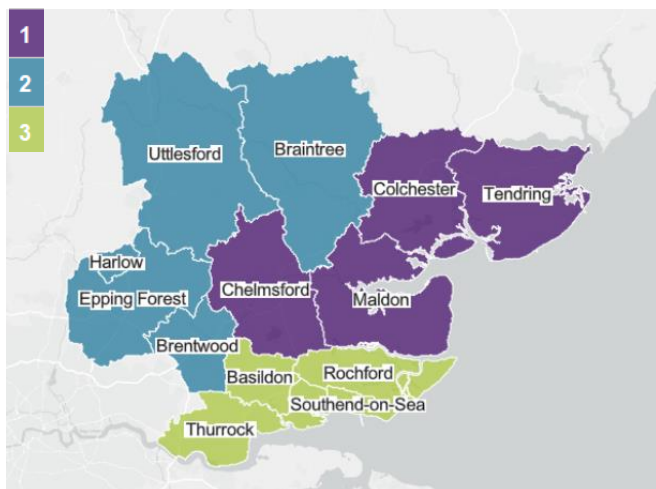 1
2
3
Uttlesford
Braintree
Colchester
Tendring
Harlow
Epping Forest
Chelmsford
Maldon
Brentwood
Basildon
Rochford
Southend-on-Sea
Thurrock